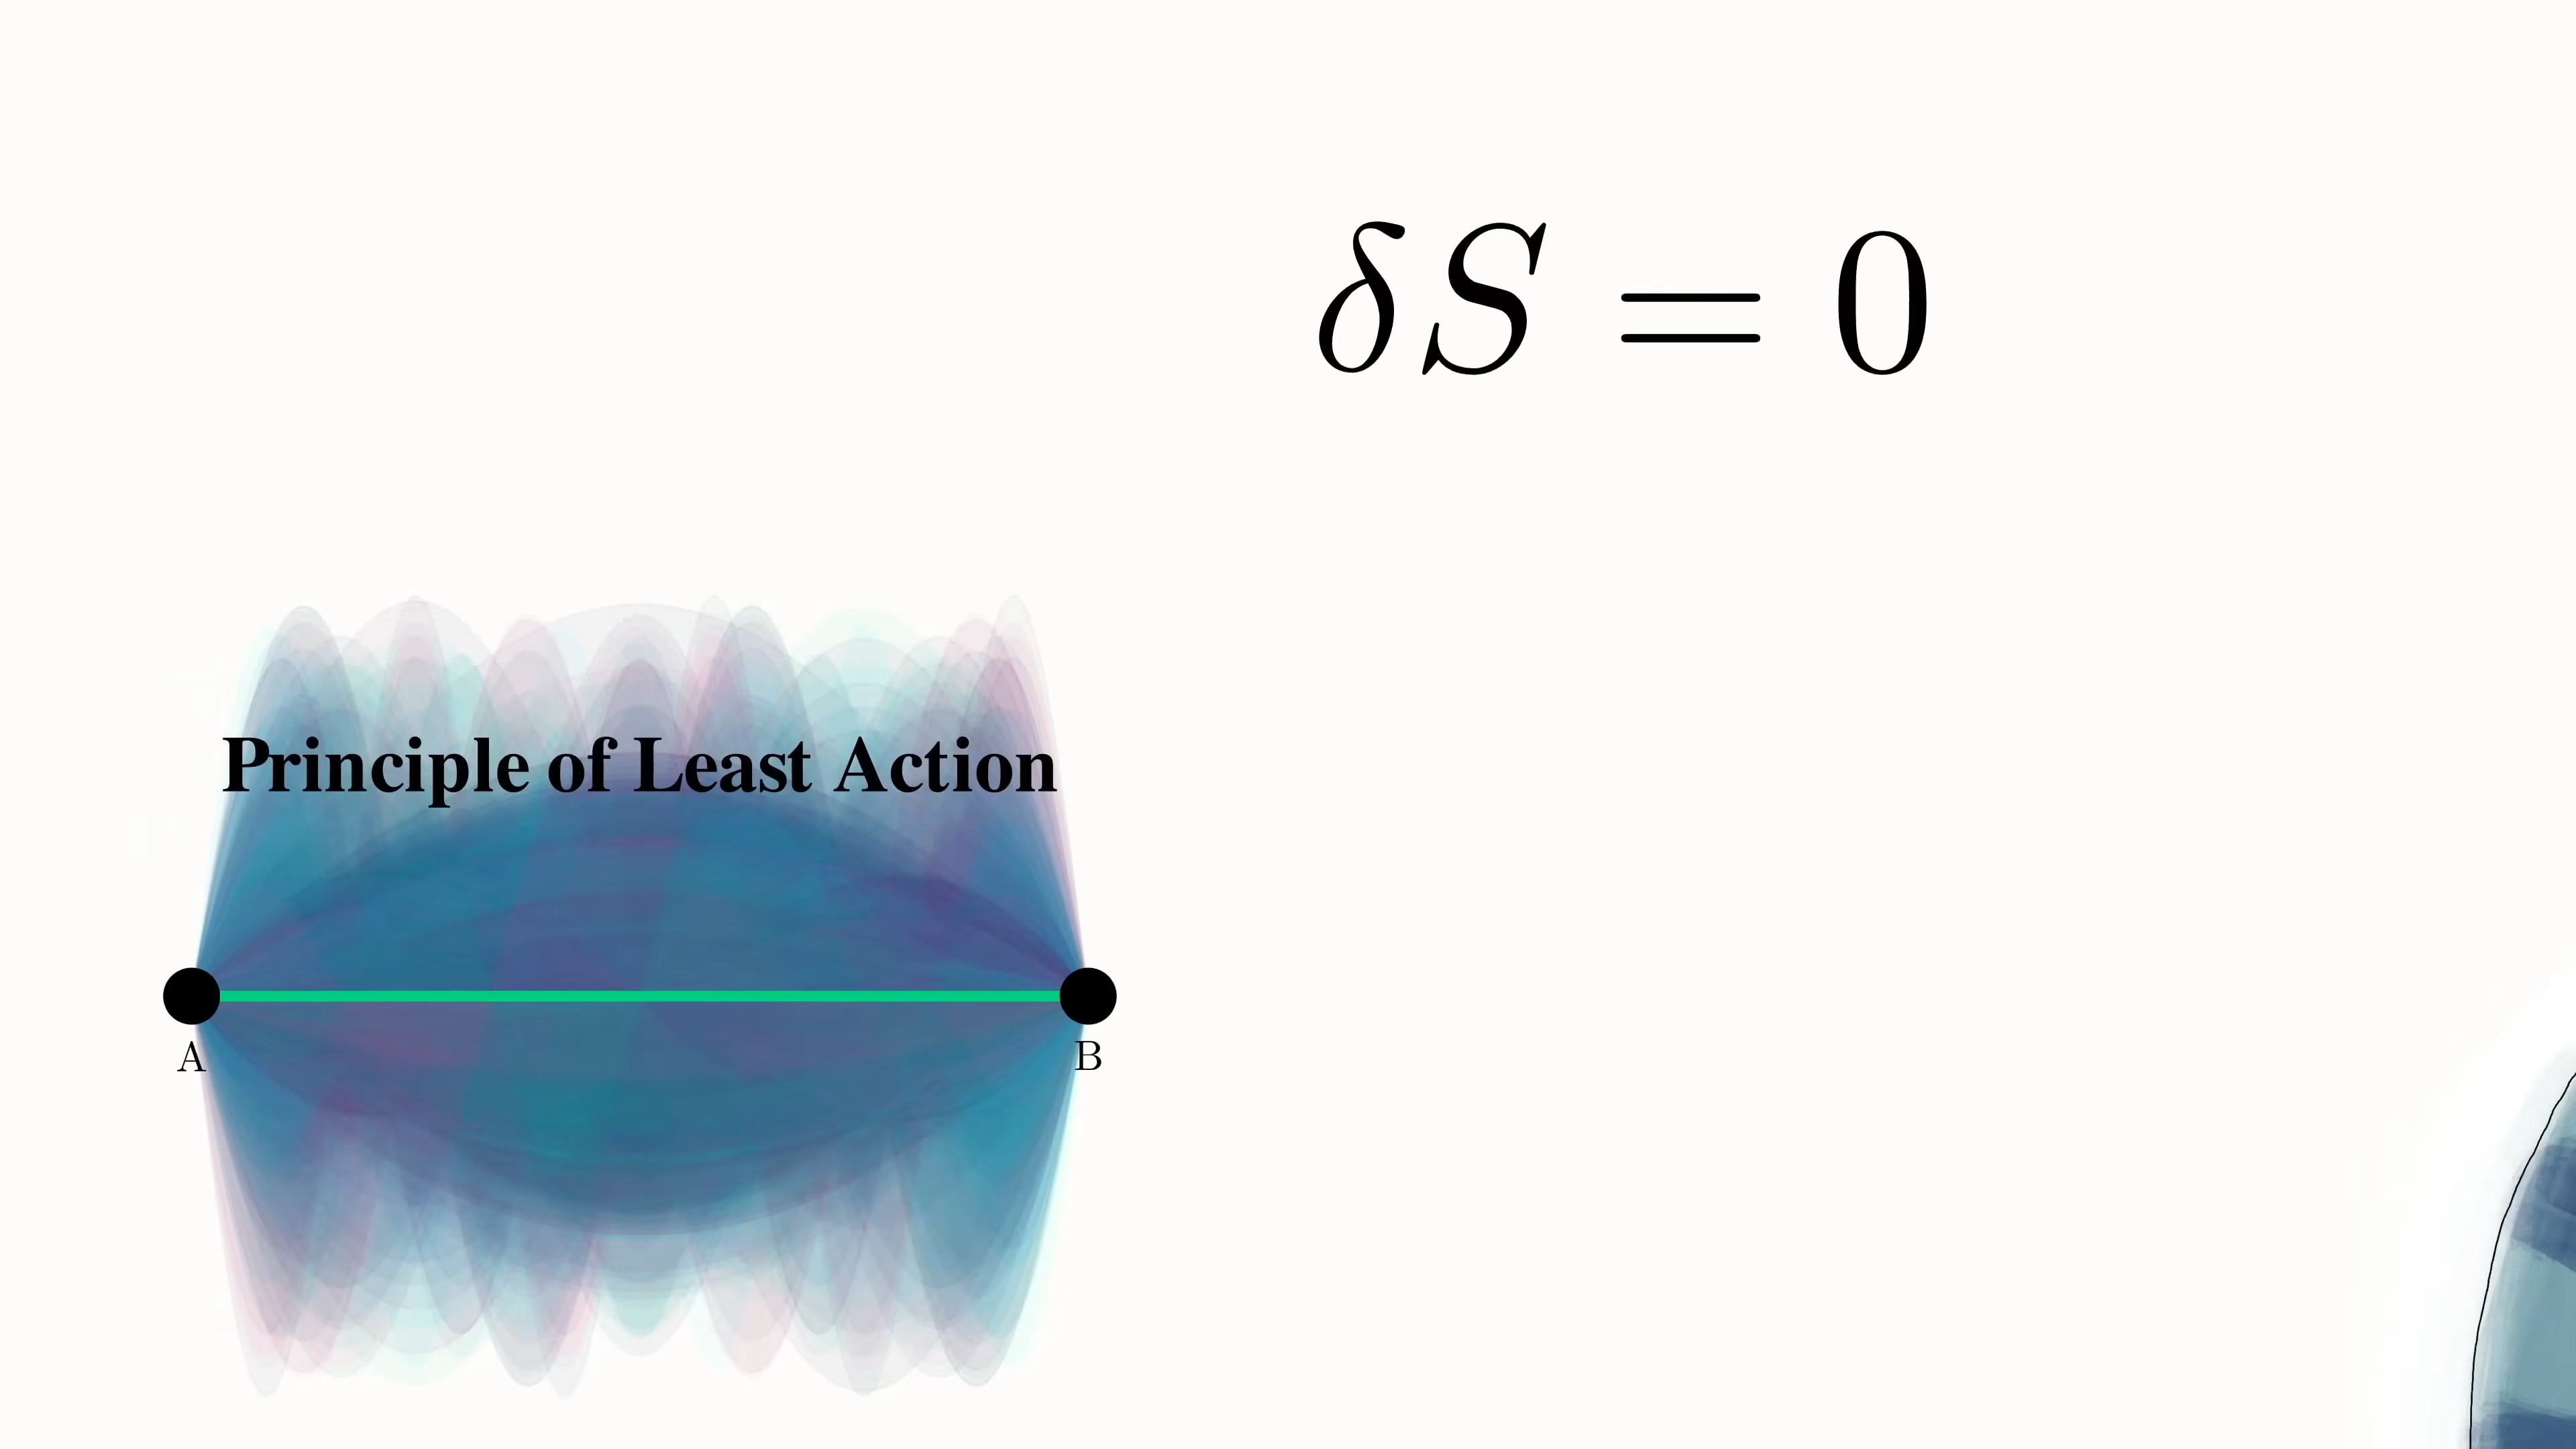 δS = 0
Principle of Least Action
A
B